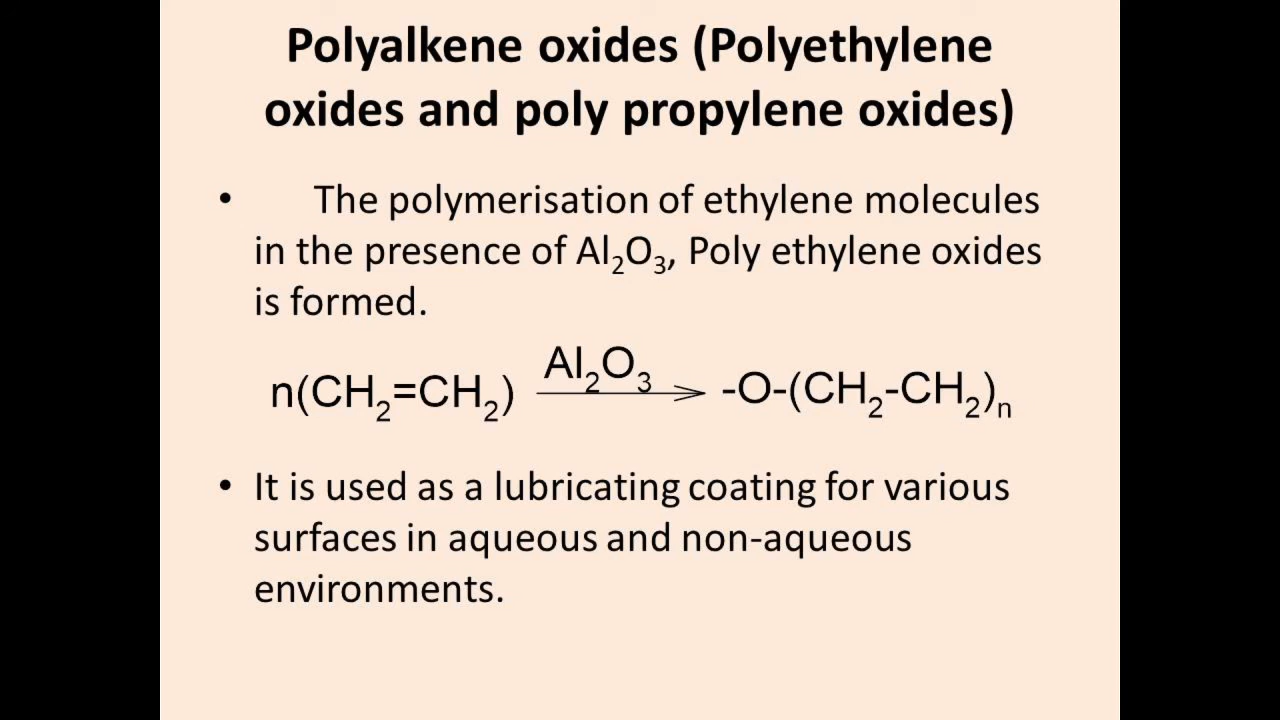 Polyalkene oxides (Polyethylene
oxides and poly propylene oxides)
• The polymerisation of ethylene molecules
in the presence of Al₂O₃, Poly ethylene oxides
is formed.
n(CH₂=CH₂) Al₂O₃ -O-(CH₂-CH₂)ₙ
• It is used as a lubricating coating for various
surfaces in aqueous and non-aqueous
environments.